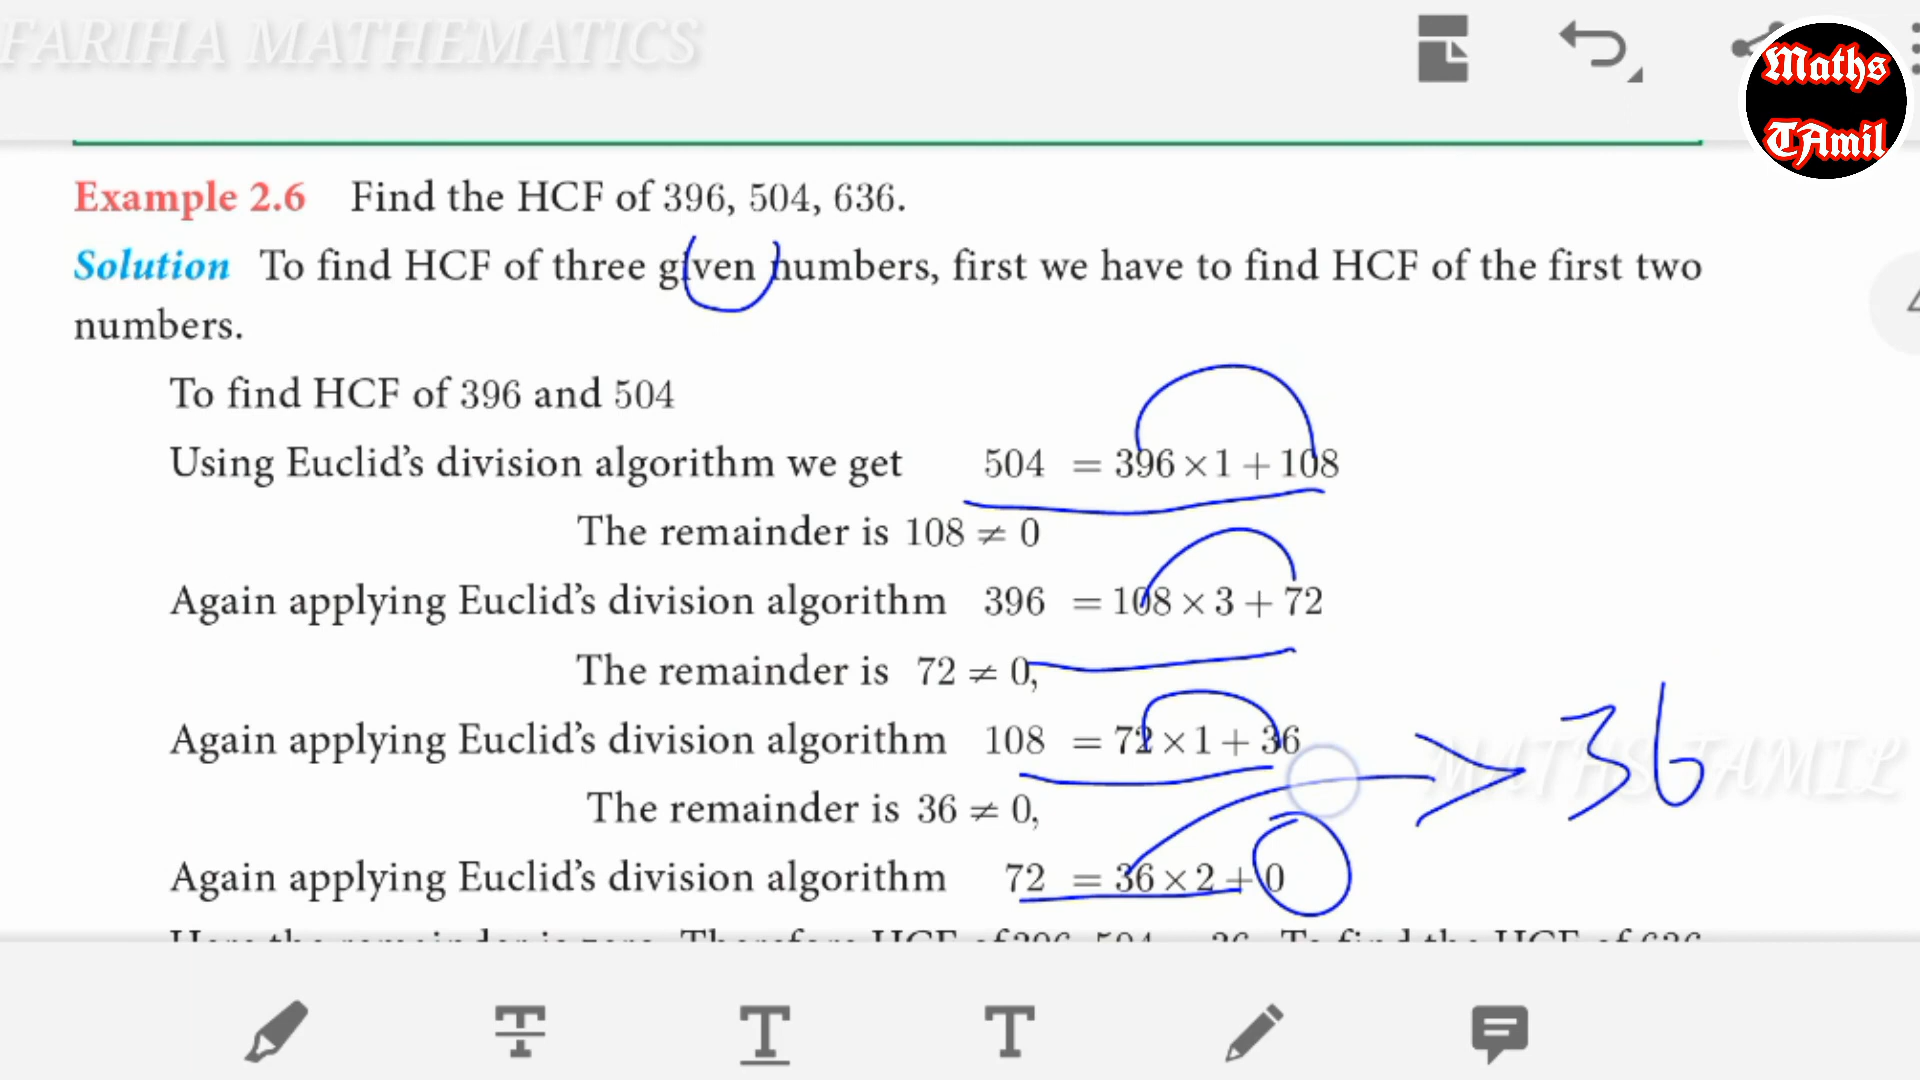 FARIHA MATHEMATICS
Maths
TAmil
Example 2.6 Find the HCF of 396, 504, 636.
Solution To find HCF of three given numbers, first we have to find HCF of the first two
numbers.
To find HCF of 396 and 504
Using Euclid's division algorithm we get 504 = 396 × 1 + 108
The remainder is 108 ≠ 0
Again applying Euclid's division algorithm 396 = 108 × 3 + 72
The remainder is 72 ≠ 0,
Again applying Euclid's division algorithm 108 = 72 × 1 + 36
36
MATHS TAMIL
The remainder is 36 ≠ 0,
Again applying Euclid's division algorithm 72 = 36 × 2 + 0